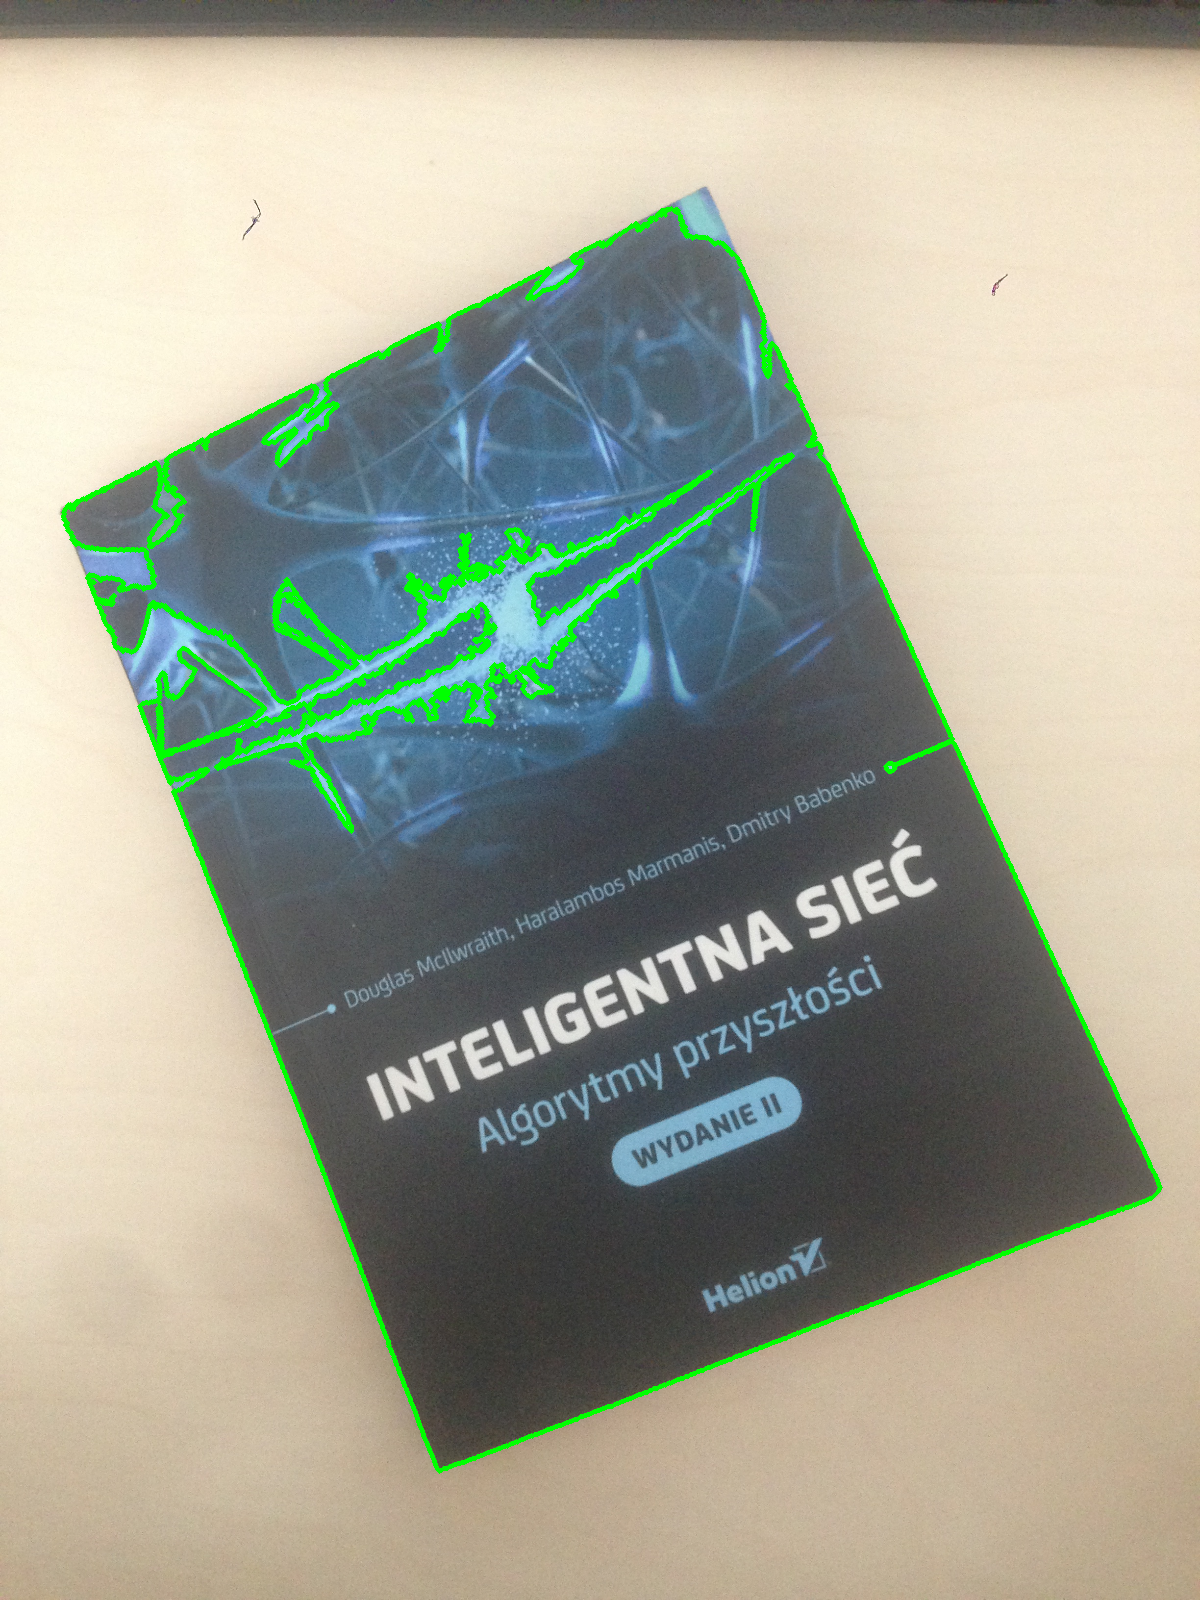 Douglas McIlwraith, Haralambos Marmanis, Dmitry Babenko
INTELIGENTNA SIEĆ
Algorytmy przyszłości
WYDANIE II
Helion